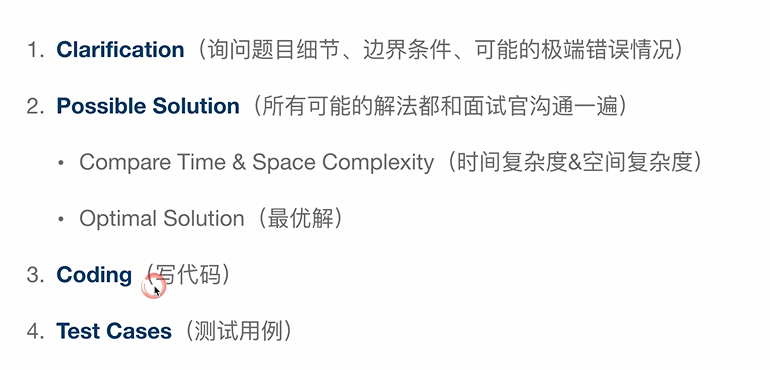 1. Clarification（询问题目细节、边界条件、可能的极端错误情况）
2. Possible Solution（所有可能的解法都和面试官沟通一遍）
• Compare Time & Space Complexity（时间复杂度&空间复杂度）
• Optimal Solution（最优解）
3. Coding（写代码）
4. Test Cases（测试用例）